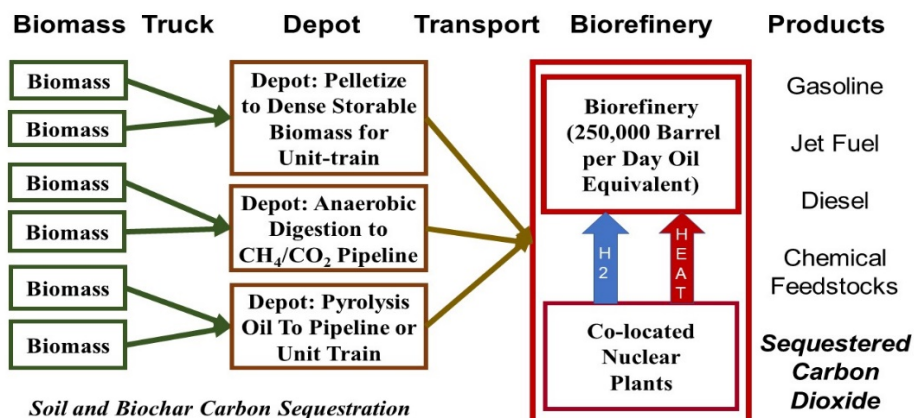 Biomass Truck Depot Transport Biorefinery Products
Biomass
Biomass
Biomass
Biomass
Biomass
Biomass
Depot: Pelletize
to Dense Storable
Biomass for
Unit-train
Depot: Anaerobic
Digestion to
CH₄/CO₂ Pipeline
Depot: Pyrolysis
Oil To Pipeline or
Unit Train
Soil and Biochar Carbon Sequestration
Biorefinery
(250,000 Barrel
per Day Oil
Equivalent)
H2
HEAT
Co-located
Nuclear
Plants
Gasoline
Jet Fuel
Diesel
Chemical
Feedstocks
Sequestered
Carbon
Dioxide